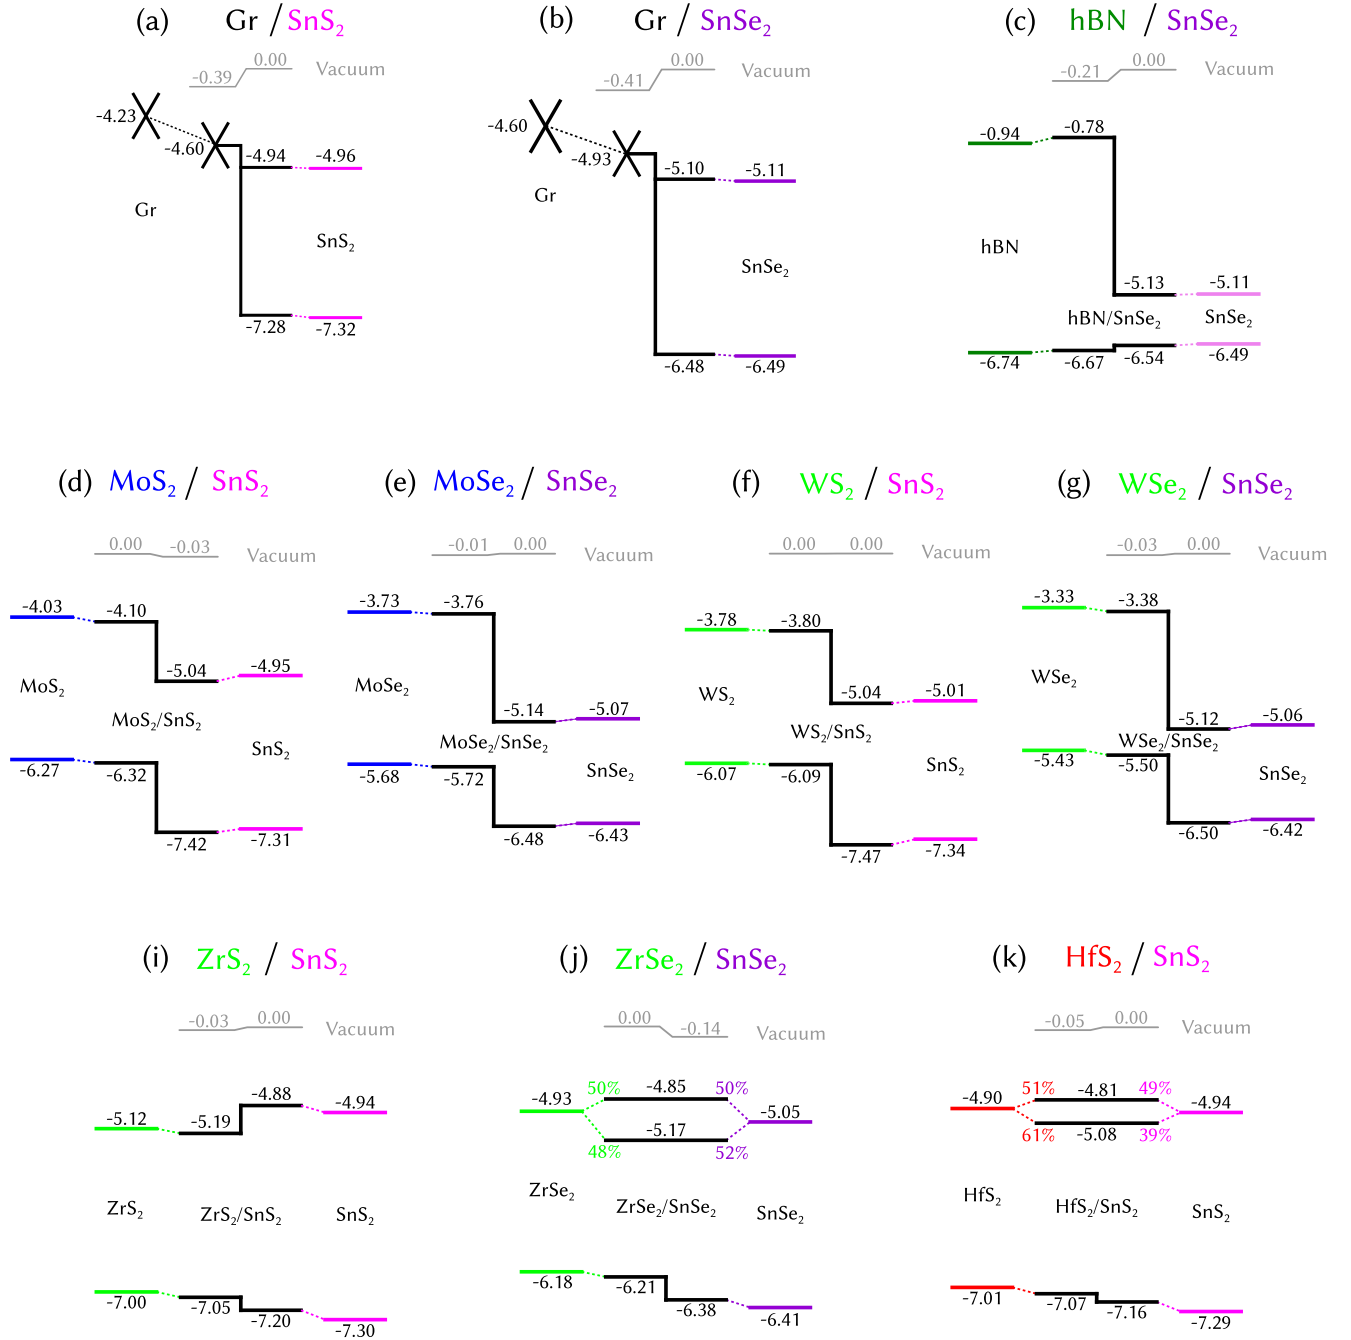 (a) Gr / SnS₂
0.00
-0.39
Vacuum
-4.23
-4.60
-4.94
-4.96
Gr
SnS₂
-7.28
-7.32
(b) Gr / SnSe₂
0.00
-0.41
Vacuum
-4.60
-4.93
-5.10
-5.11
Gr
SnSe₂
-6.48
-6.49
(c) hBN / SnSe₂
0.00
-0.21
Vacuum
-0.94
-0.78
hBN
-5.13
-5.11
hBN/SnSe₂
SnSe₂
-6.74
-6.67
-6.54
-6.49
(d) MoS₂ / SnS₂
0.00
-0.03
Vacuum
-4.03
-4.10
-5.04
-4.95
MoS₂
MoS₂/SnS₂
SnS₂
-6.27
-6.32
-7.42
-7.31
(e) MoSe₂ / SnSe₂
-0.01
0.00
Vacuum
-3.73
-3.76
MoSe₂
-5.14
-5.07
MoSe₂/SnSe₂
SnSe₂
-5.68
-5.72
-6.48
-6.43
(f) WS₂ / SnS₂
0.00
0.00
Vacuum
-3.78
-3.80
WS₂
-5.04
-5.01
WS₂/SnS₂
SnS₂
-6.07
-6.09
-7.47
-7.34
(g) WSe₂ / SnSe₂
-0.03
0.00
Vacuum
-3.33
-3.38
WSe₂
-5.12
-5.06
WSe₂/SnSe₂
-5.43
-5.50
SnSe₂
-6.50
-6.42
(i) ZrS₂ / SnS₂
-0.03
0.00
Vacuum
-4.88
-4.94
-5.12
-5.19
ZrS₂
ZrS₂/SnS₂
SnS₂
-7.00
-7.05
-7.20
-7.30
(j) ZrSe₂ / SnSe₂
0.00
-0.14
Vacuum
50%
-4.85
50%
-4.93
-5.05
-5.17
48%
52%
ZrSe₂
ZrSe₂/SnSe₂
SnSe₂
-6.18
-6.21
-6.38
-6.41
(k) HfS₂ / SnS₂
-0.05
0.00
Vacuum
51%
-4.81
49%
-4.90
-4.94
61%
-5.08
39%
HfS₂
HfS₂/SnS₂
SnS₂
-7.01
-7.07
-7.16
-7.29